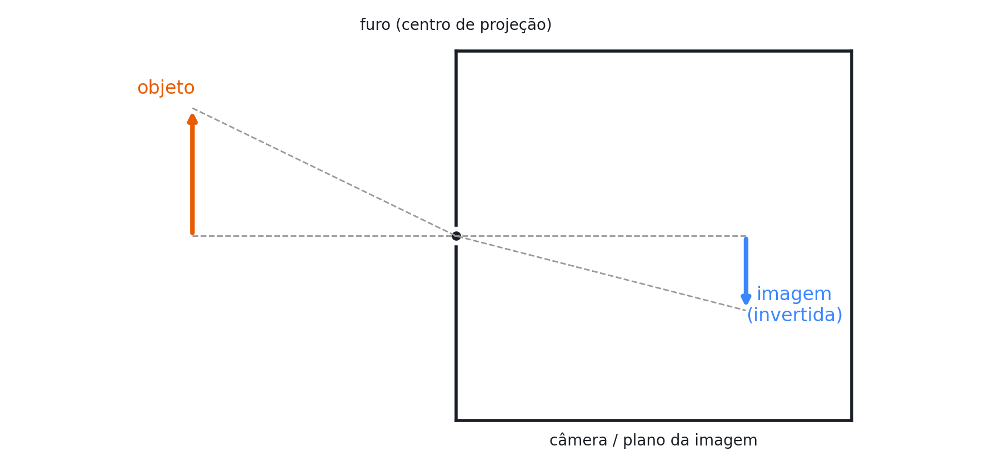 furo (centro de projeção)
objeto
imagem
(invertida)
câmera / plano da imagem